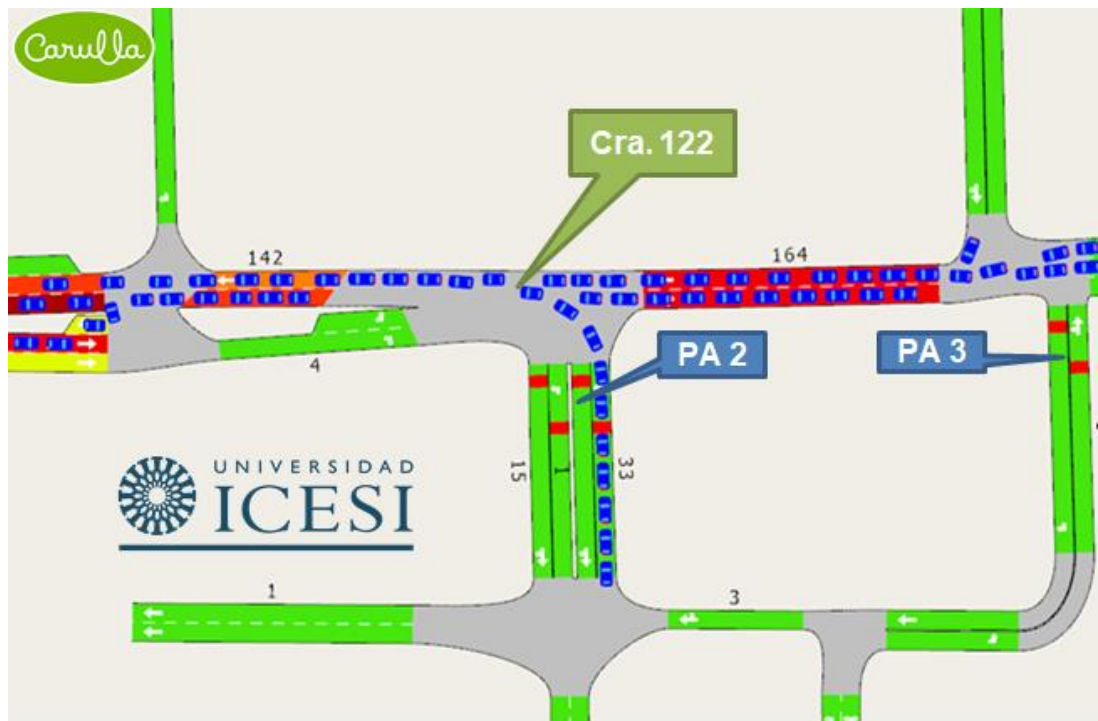 Carulla
Cra. 122
142
164
PA 2
PA 3
4
UNIVERSIDAD
ICESI
15
1
33
1
3